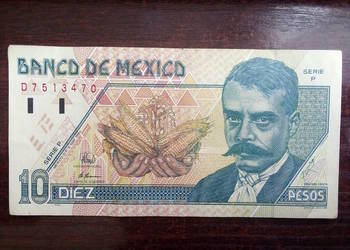 BANCO DE MEXICO
SERIE
P
D7513470
SERIE P
10
DIEZ
PESOS